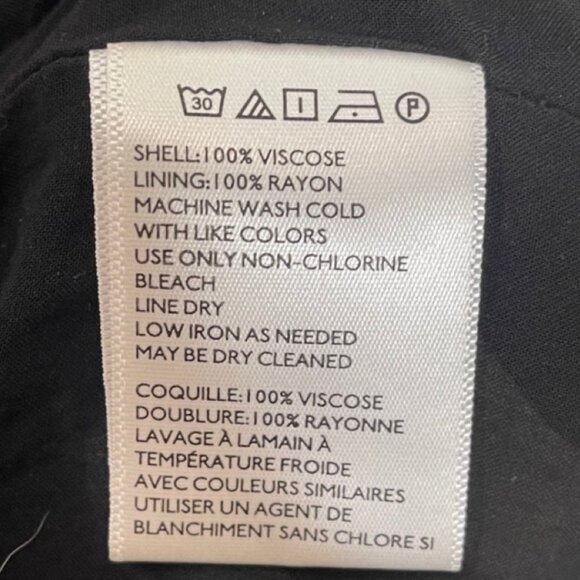 30 P
SHELL:100% VISCOSE
LINING:100% RAYON
MACHINE WASH COLD
WITH LIKE COLORS
USE ONLY NON-CHLORINE
BLEACH
LINE DRY
LOW IRON AS NEEDED
MAY BE DRY CLEANED
COQUILLE:100% VISCOSE
DOUBLURE:100% RAYONNE
LAVAGE À LAMAIN À
TEMPÉRATURE FROIDE
AVEC COULEURS SIMILAIRES
UTILISER UN AGENT DE
BLANCHIMENT SANS CHLORE SI